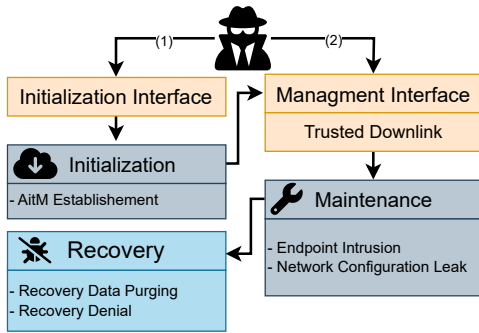 (1)
(2)
Initialization Interface
Managment Interface
Trusted Downlink
Initialization
- AitM Establishement
Maintenance
- Endpoint Intrusion
- Network Configuration Leak
Recovery
- Recovery Data Purging
- Recovery Denial